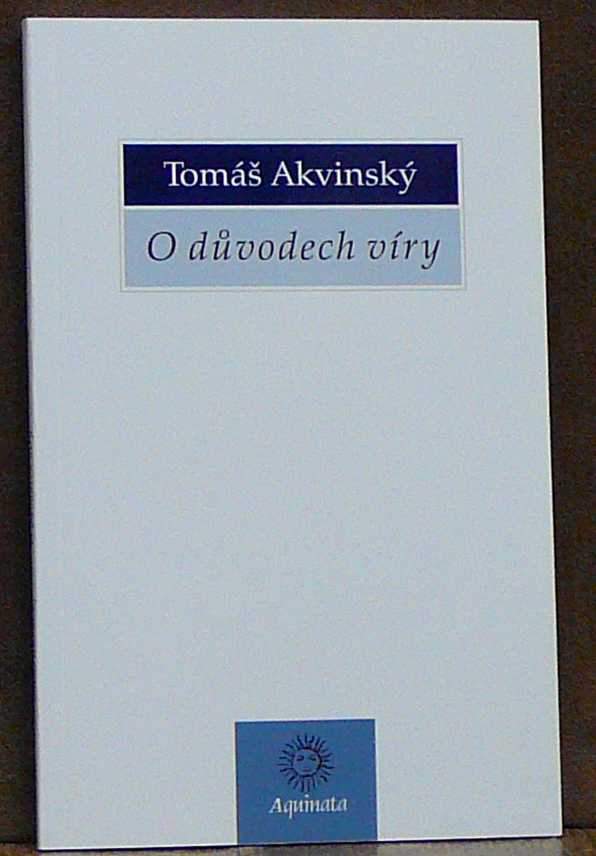 Tomáš Akvinský
O důvodech víry
Aquinata